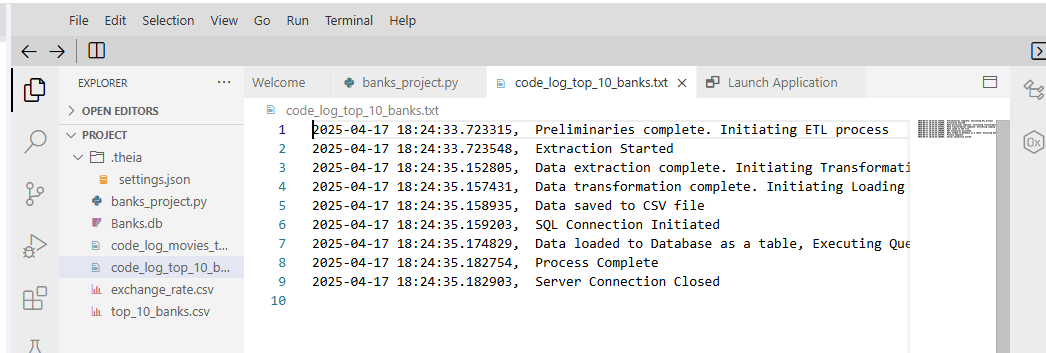 File Edit Selection View Go Run Terminal Help
EXPLORER ...
OPEN EDITORS
PROJECT
.theia
settings.json
banks_project.py
Banks.db
code_log_movies_t...
code_log_top_10_b...
exchange_rate.csv
top_10_banks.csv
Welcome banks_project.py code_log_top_10_banks.txt Launch Application
code_log_top_10_banks.txt
1 2025-04-17 18:24:33.723315, Preliminaries complete. Initiating ETL process
2 2025-04-17 18:24:33.723548, Extraction Started
3 2025-04-17 18:24:35.152805, Data extraction complete. Initiating Transformati
4 2025-04-17 18:24:35.157431, Data transformation complete. Initiating Loading
5 2025-04-17 18:24:35.158935, Data saved to CSV file
6 2025-04-17 18:24:35.159203, SQL Connection Initiated
7 2025-04-17 18:24:35.174829, Data loaded to Database as a table, Executing Que
8 2025-04-17 18:24:35.182754, Process Complete
9 2025-04-17 18:24:35.182903, Server Connection Closed
10
0x